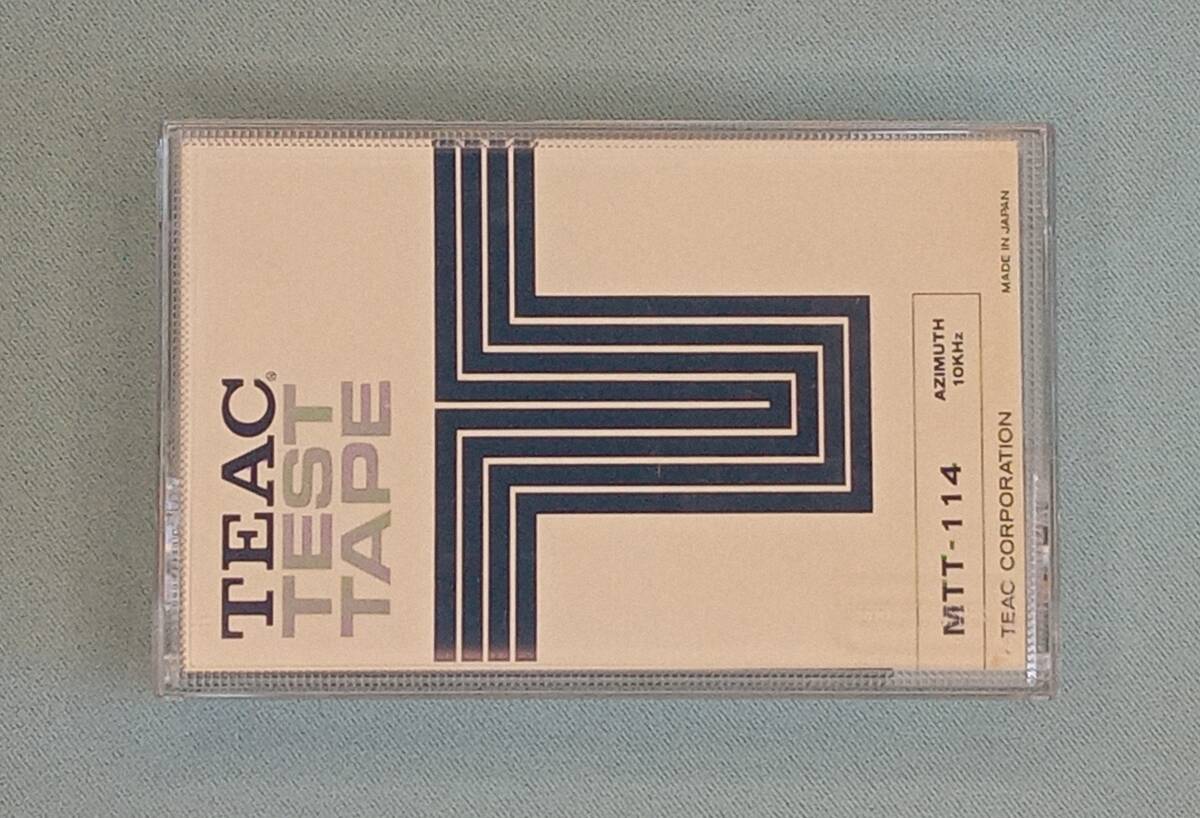 TEAC®
TEST
TAPE
MTT-114
AZIMUTH
10KHz
TEAC CORPORATION
MADE IN JAPAN